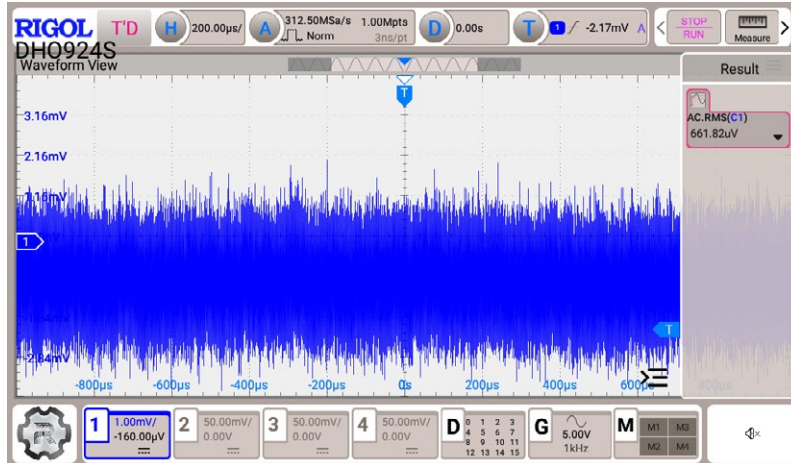 RIGOL T'D H 200.00μs/ A 312.50MSa/s 1.00Mpts D 0.00s T 1 -2.17mV A < STOP >
Norm 3ns/pt RUN Measure
DHO924S
Waveform View Result
T
3.16mV AC.RMS(C1)
661.82uV
2.16mV
1.15mV
1
T
-2.84mV
-800μs -600μs -400μs -200μs 0s 200μs 400μs 800μs
1 1.00mV/ 2 50.00mV/ 3 50.00mV/ 4 50.00mV/ D 0 1 2 3 G 5.00V M M1 M3
-160.00μV 0.00V 0.00V 0.00V 4 5 6 7 1kHz M2 M4
8 9 10 11
12 13 14 15